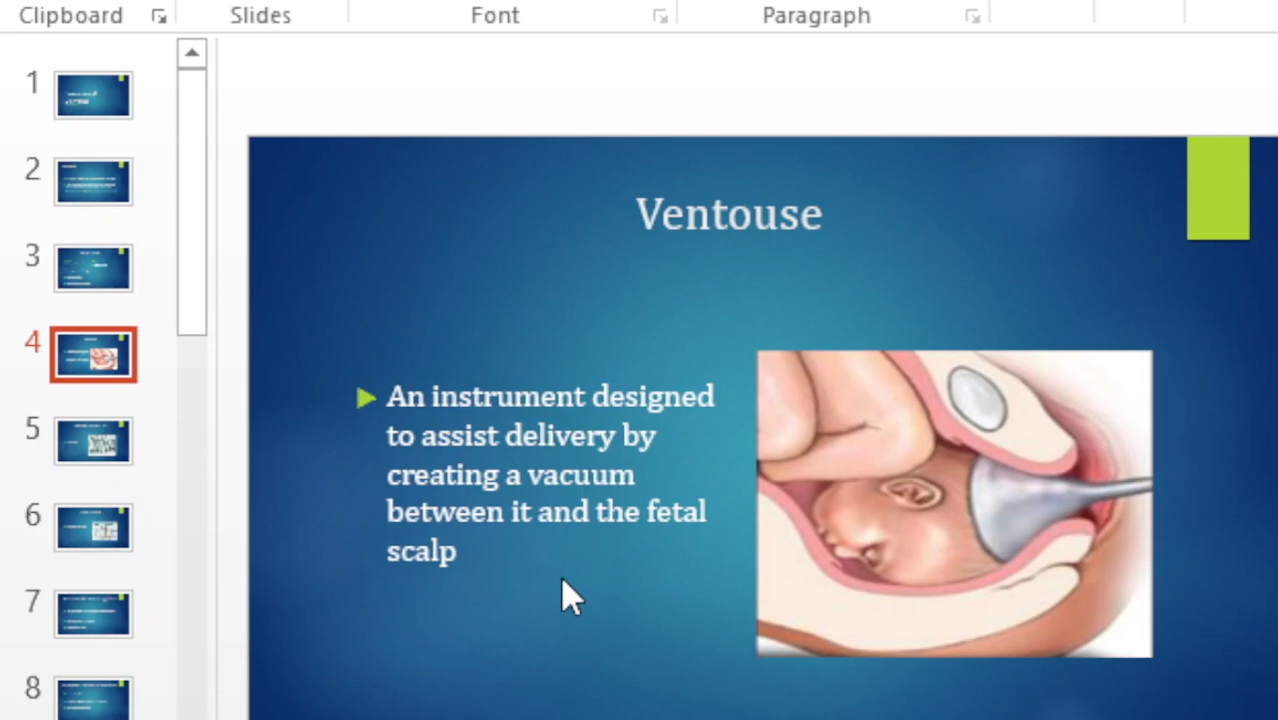 Clipboard
Slides
Font
Paragraph
1
2
3
4
5
6
7
8
Ventouse
An instrument designed
to assist delivery by
creating a vacuum
between it and the fetal
scalp